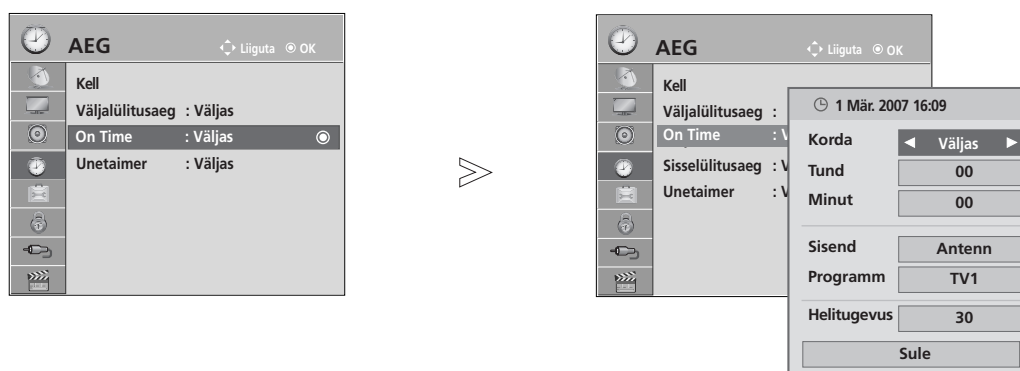 AEG Liiguta OK
Kell
Väljalülitusaeg : Väljas
On Time : Väljas
Unetaimer : Väljas
AEG Liiguta OK
Kell
Väljalülitusaeg :
On Time : V
Sisselülitusaeg : V
Unetaimer : V
1 Mär. 2007 16:09
Korda ◀ Väljas ▶
Tund 00
Minut 00
Sisend Antenn
Programm TV1
Helitugevus 30
Sule